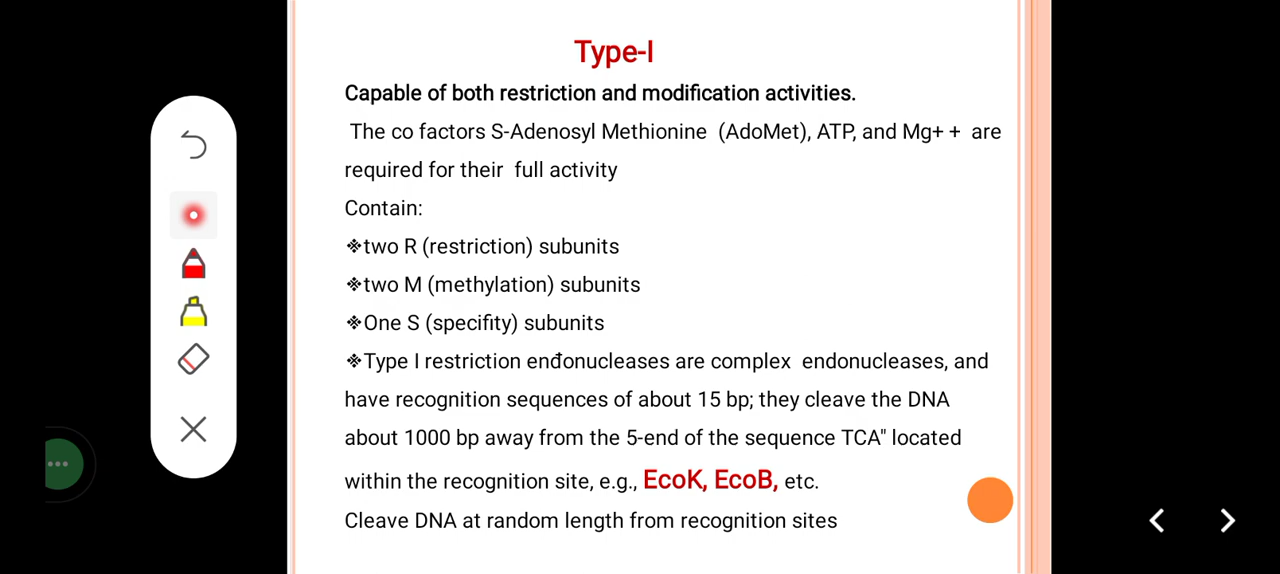 Type-I
Capable of both restriction and modification activities.
The co factors S-Adenosyl Methionine (AdoMet), ATP, and Mg+ + are
required for their full activity
Contain:
❖two R (restriction) subunits
❖two M (methylation) subunits
❖One S (specifity) subunits
❖Type I restriction enđonucleases are complex endonucleases, and
have recognition sequences of about 15 bp; they cleave the DNA
about 1000 bp away from the 5-end of the sequence TCA" located
within the recognition site, e.g., EcoK, EcoB, etc.
Cleave DNA at random length from recognition sites